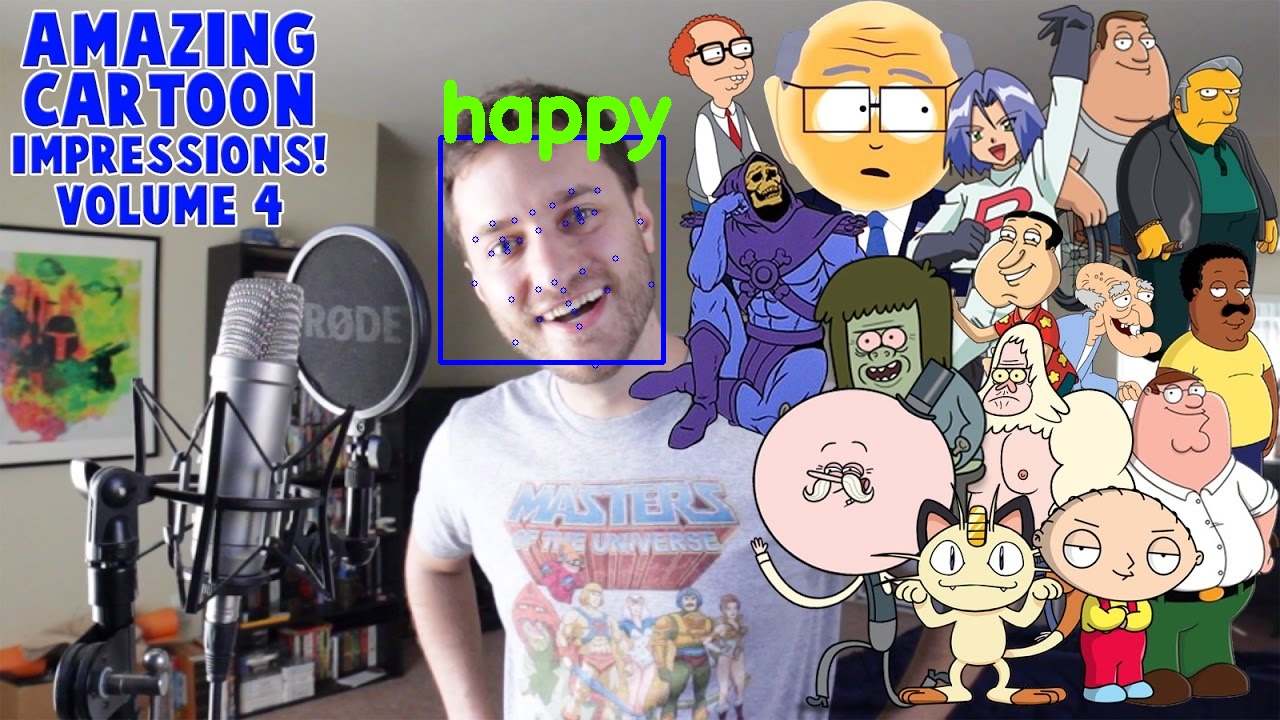 AMAZING
CARTOON
IMPRESSIONS!
VOLUME 4
happy
RØDE
MASTERS
OF THE UNIVERSE
R